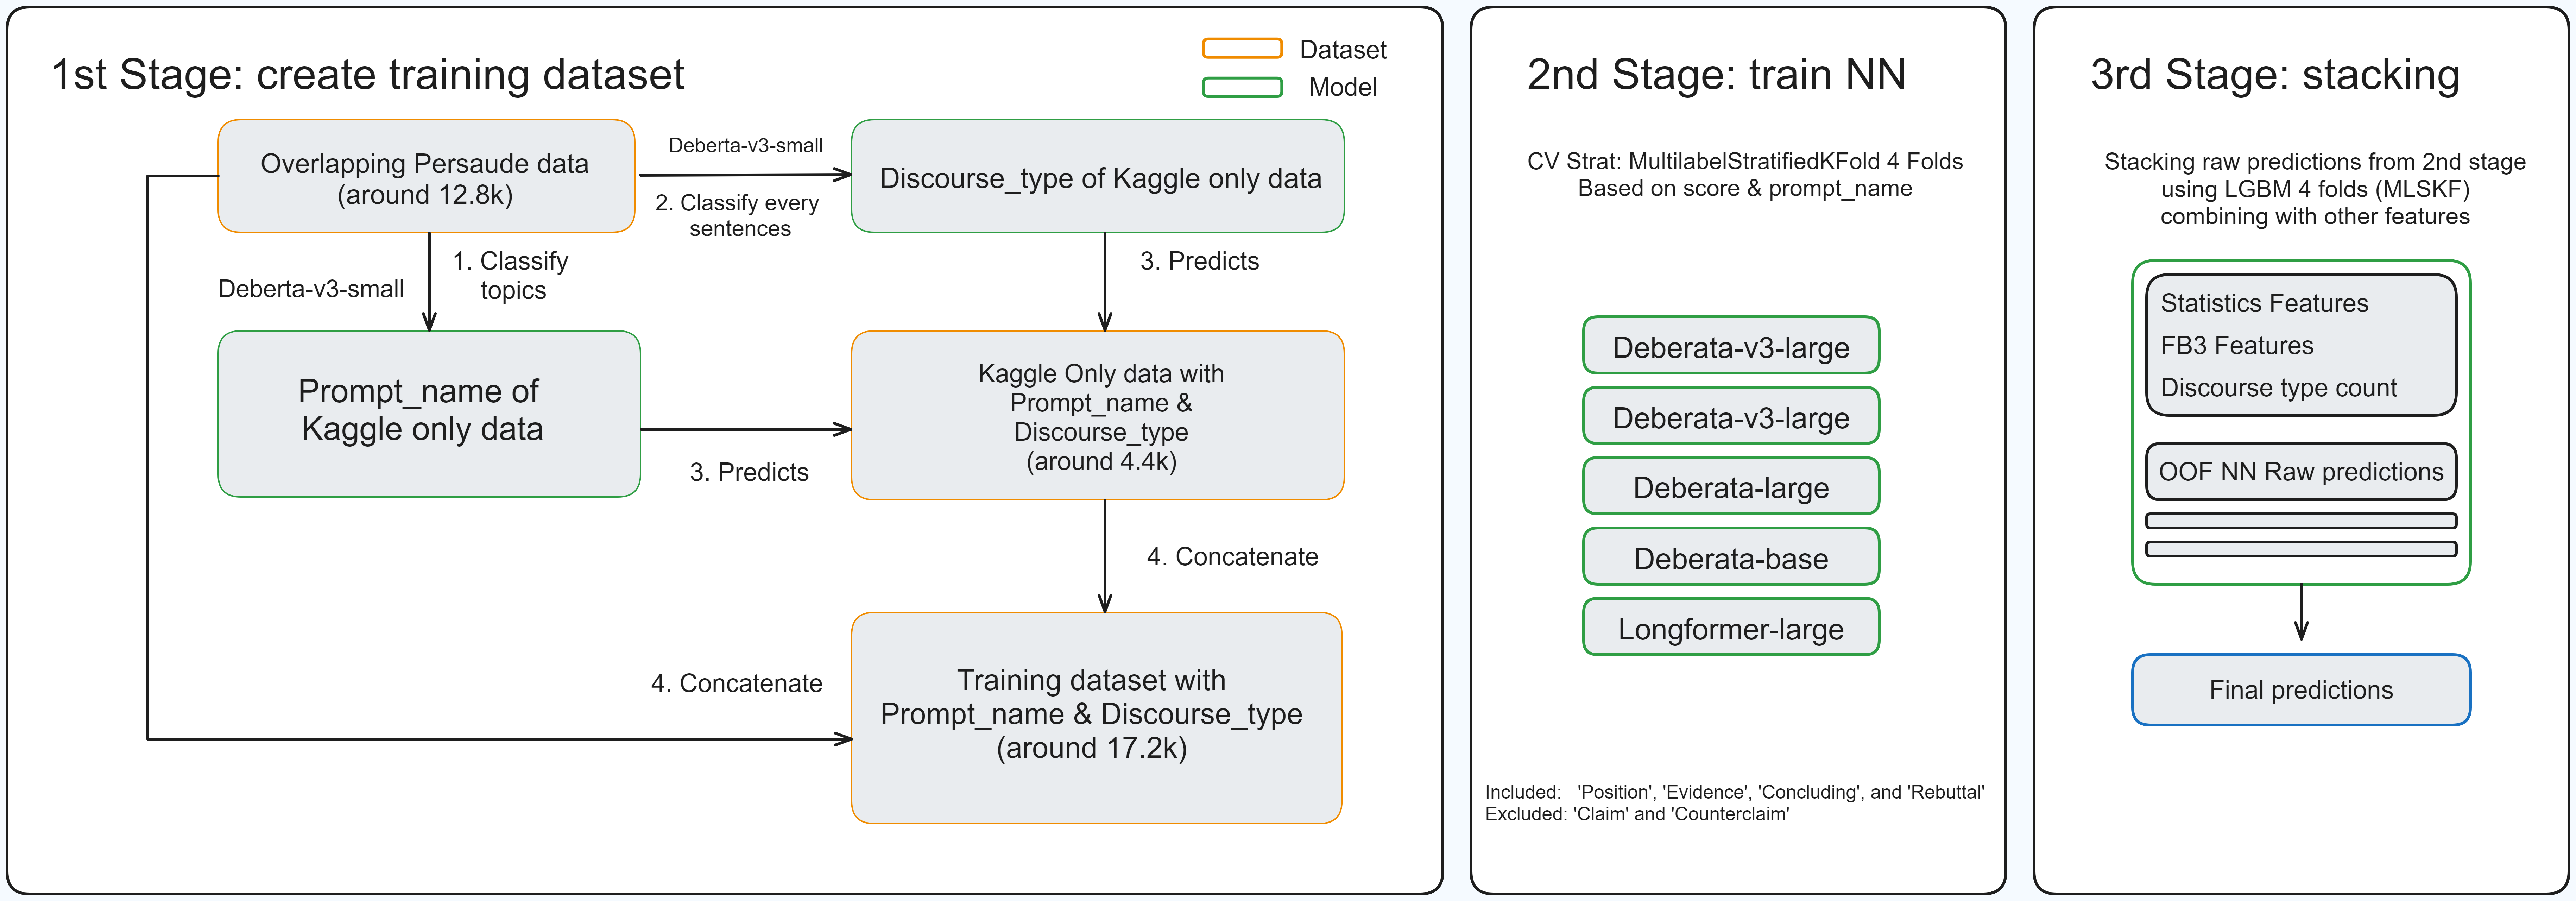 1st Stage: create training dataset
Dataset
Model
Overlapping Persaude data
(around 12.8k)
Deberta-v3-small
2. Classify every
sentences
Discourse_type of Kaggle only data
1. Classify
topics
Deberta-v3-small
3. Predicts
Prompt_name of
Kaggle only data
3. Predicts
Kaggle Only data with
Prompt_name &
Discourse_type
(around 4.4k)
4. Concatenate
4. Concatenate
Training dataset with
Prompt_name & Discourse_type
(around 17.2k)
2nd Stage: train NN
CV Strat: MultilabelStratifiedKFold 4 Folds
Based on score & prompt_name
Deberata-v3-large
Deberata-v3-large
Deberata-large
Deberata-base
Longformer-large
Included: 'Position', 'Evidence', 'Concluding', and 'Rebuttal'
Excluded: 'Claim' and 'Counterclaim'
3rd Stage: stacking
Stacking raw predictions from 2nd stage
using LGBM 4 folds (MLSKF)
combining with other features
Statistics Features
FB3 Features
Discourse type count
OOF NN Raw predictions
Final predictions